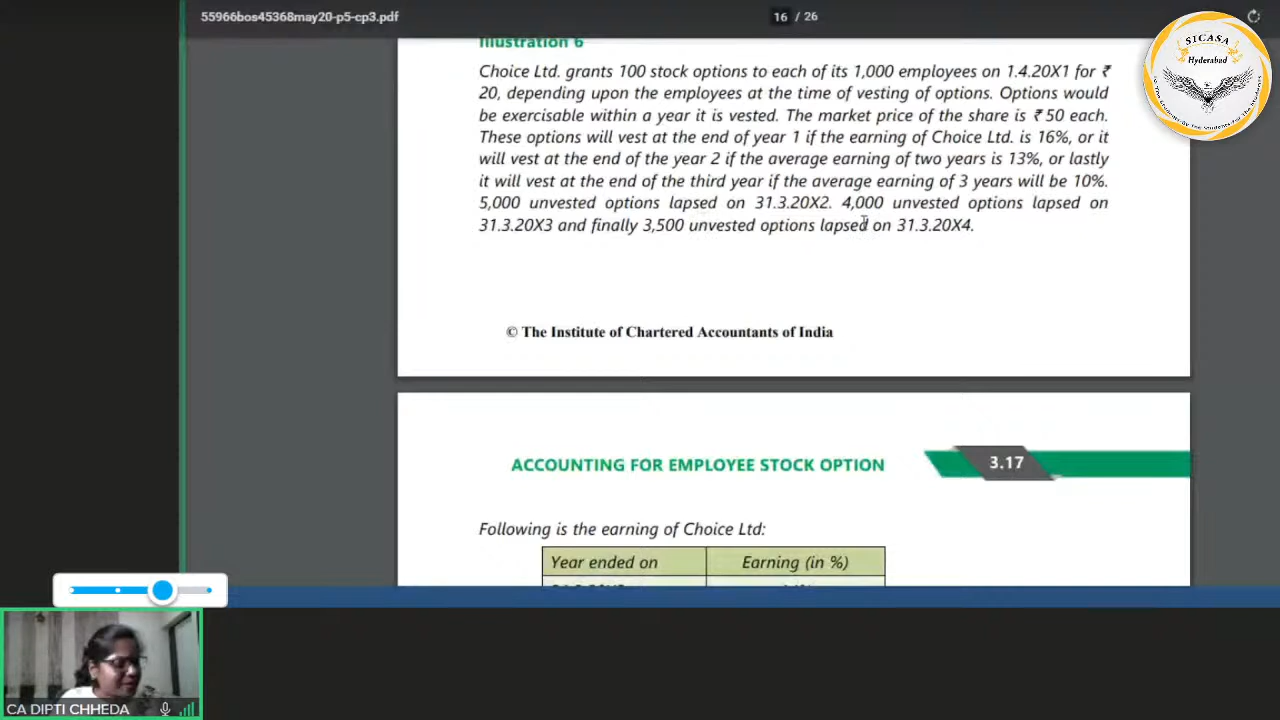 55966bos45368may20-p5-cp3.pdf
16 / 26
SICASA
Hyderabad
Illustration 6
Choice Ltd. grants 100 stock options to each of its 1,000 employees on 1.4.20X1 for ₹
20, depending upon the employees at the time of vesting of options. Options would
be exercisable within a year it is vested. The market price of the share is ₹ 50 each.
These options will vest at the end of year 1 if the earning of Choice Ltd. is 16%, or it
will vest at the end of the year 2 if the average earning of two years is 13%, or lastly
it will vest at the end of the third year if the average earning of 3 years will be 10%.
5,000 unvested options lapsed on 31.3.20X2. 4,000 unvested options lapsed on
31.3.20X3 and finally 3,500 unvested options lapsed on 31.3.20X4.
© The Institute of Chartered Accountants of India
ACCOUNTING FOR EMPLOYEE STOCK OPTION
3.17
Following is the earning of Choice Ltd:
Year ended on
Earning (in %)
CA DIPTI CHHEDA